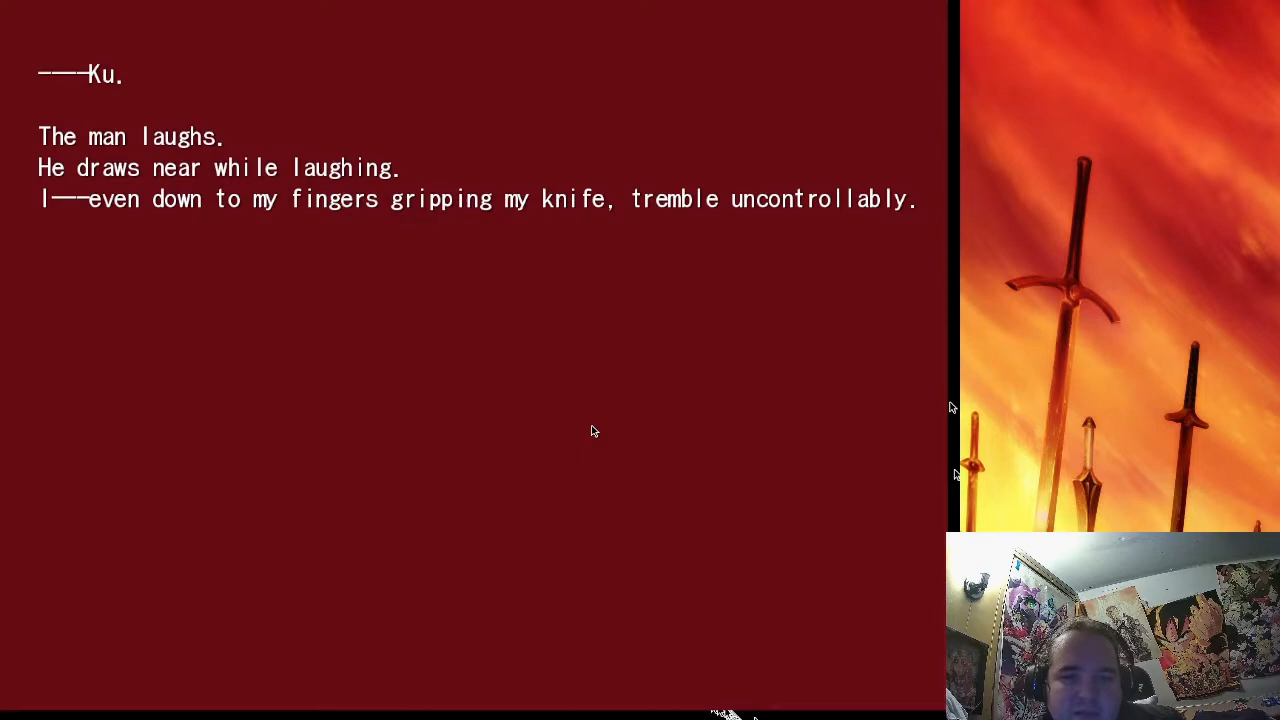 ───Ku.
The man laughs.
He draws near while laughing.
I───even down to my fingers gripping my knife, tremble uncontrollably.